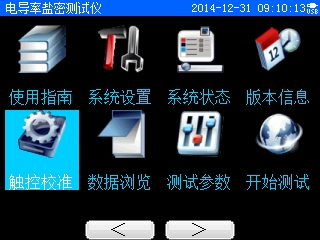 电导率盐密测试仪 2014-12-31 09:10:13 USB
使用指南 系统设置 系统状态 版本信息
触控校准 数据浏览 测试参数 开始测试
< >